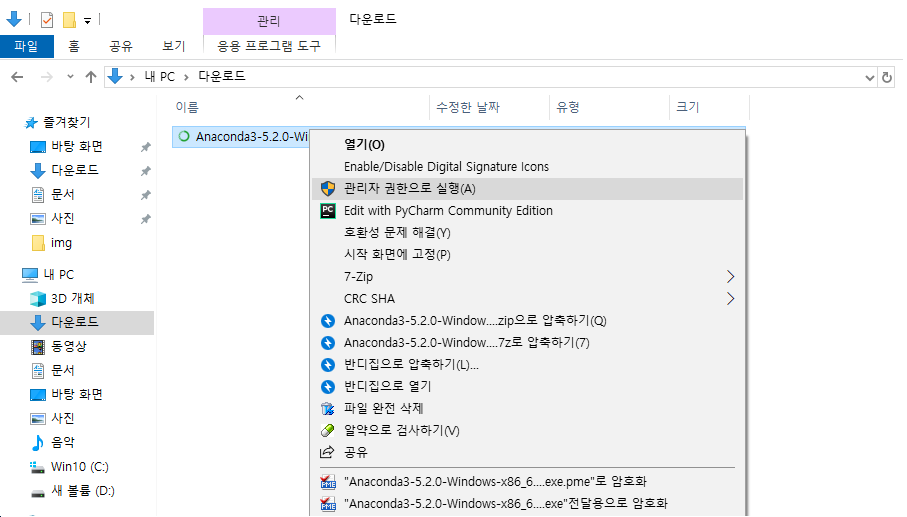 관리
다운로드
파일
홈
공유
보기
응용 프로그램 도구
내 PC
다운로드
이름
수정한 날짜
유형
크기
즐겨찾기
바탕 화면
다운로드
문서
사진
img
내 PC
3D 개체
다운로드
동영상
문서
바탕 화면
사진
음악
Win10 (C:)
새 볼륨 (D:)
Anaconda3-5.2.0-Wi
열기(O)
Enable/Disable Digital Signature Icons
관리자 권한으로 실행(A)
PC Edit with PyCharm Community Edition
호환성 문제 해결(Y)
시작 화면에 고정(P)
7-Zip
CRC SHA
Anaconda3-5.2.0-Window....zip으로 압축하기(Q)
Anaconda3-5.2.0-Window....7z로 압축하기(7)
반디집으로 압축하기(L)...
반디집으로 열기
파일 완전 삭제
알약으로 검사하기(V)
공유
PME "Anaconda3-5.2.0-Windows-x86_6....exe.pme"로 암호화
PME "Anaconda3-5.2.0-Windows-x86_6....exe"전달용으로 암호화